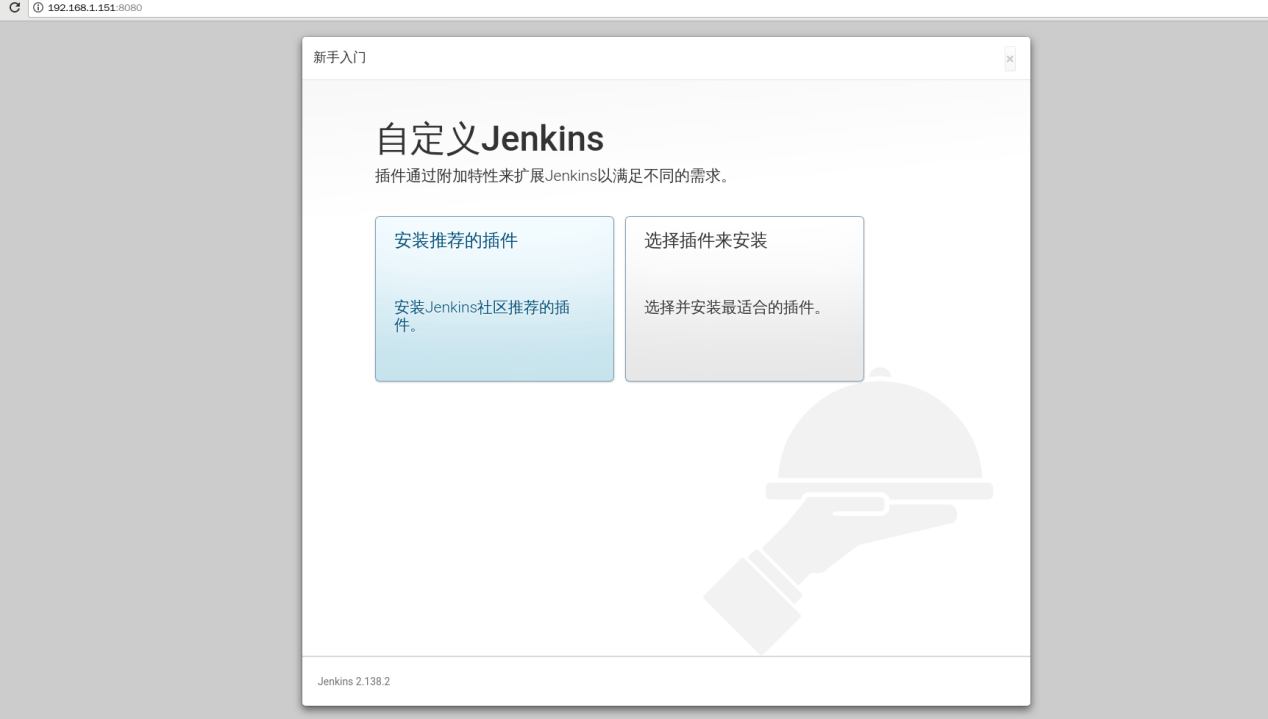 192.168.1.151:8080
新手入门
×
自定义Jenkins
插件通过附加特性来扩展Jenkins以满足不同的需求。
安装推荐的插件
安装Jenkins社区推荐的插
件。
选择插件来安装
选择并安装最适合的插件。
Jenkins 2.138.2